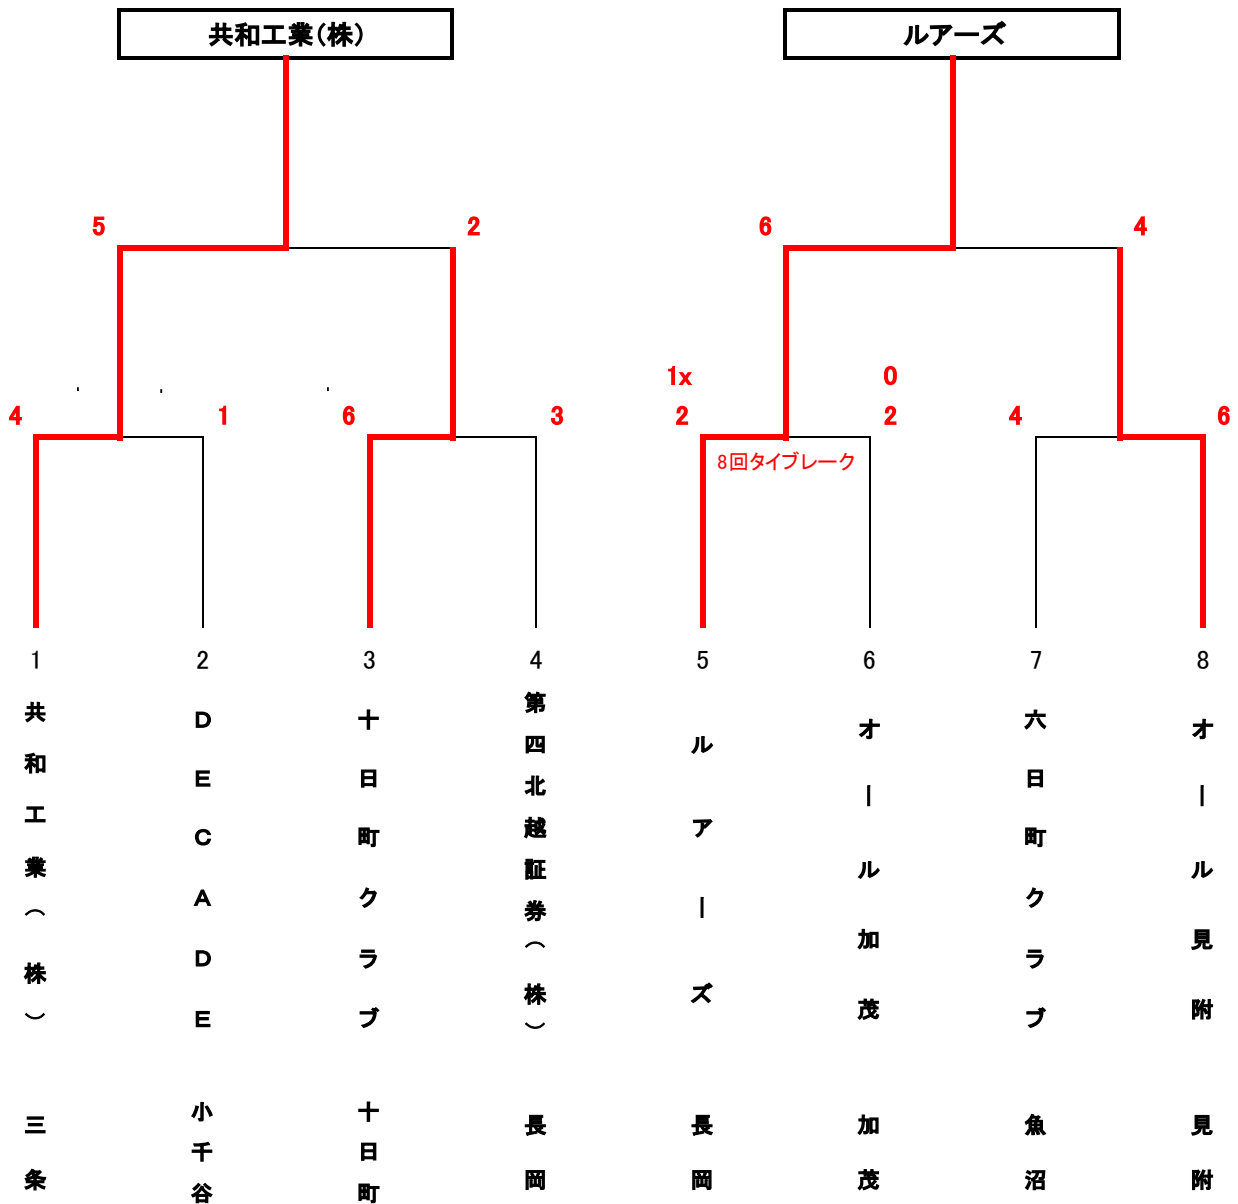 共和工業（株）
ルアーズ
5
2
6
4
1x
0
4
1
6
3
2
2
4
6
8回タイブレーク
1
2
3
4
5
6
7
8
共和工業（株）
ＤＥＣＡＤＥ
十日町クラブ
第四北越証券（株）
ルアーズ
オール加茂
六日町クラブ
オール見附
三条
小千谷
十日町
長岡
長岡
加茂
魚沼
見附